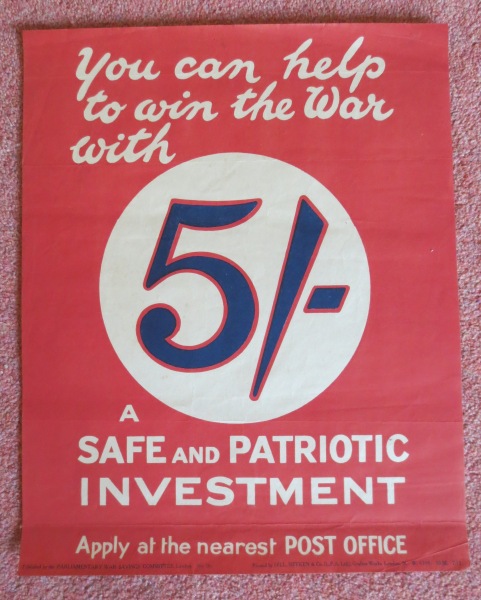 You can help
to win the War
with
5/-
A
SAFE AND PATRIOTIC
INVESTMENT
Apply at the nearest POST OFFICE